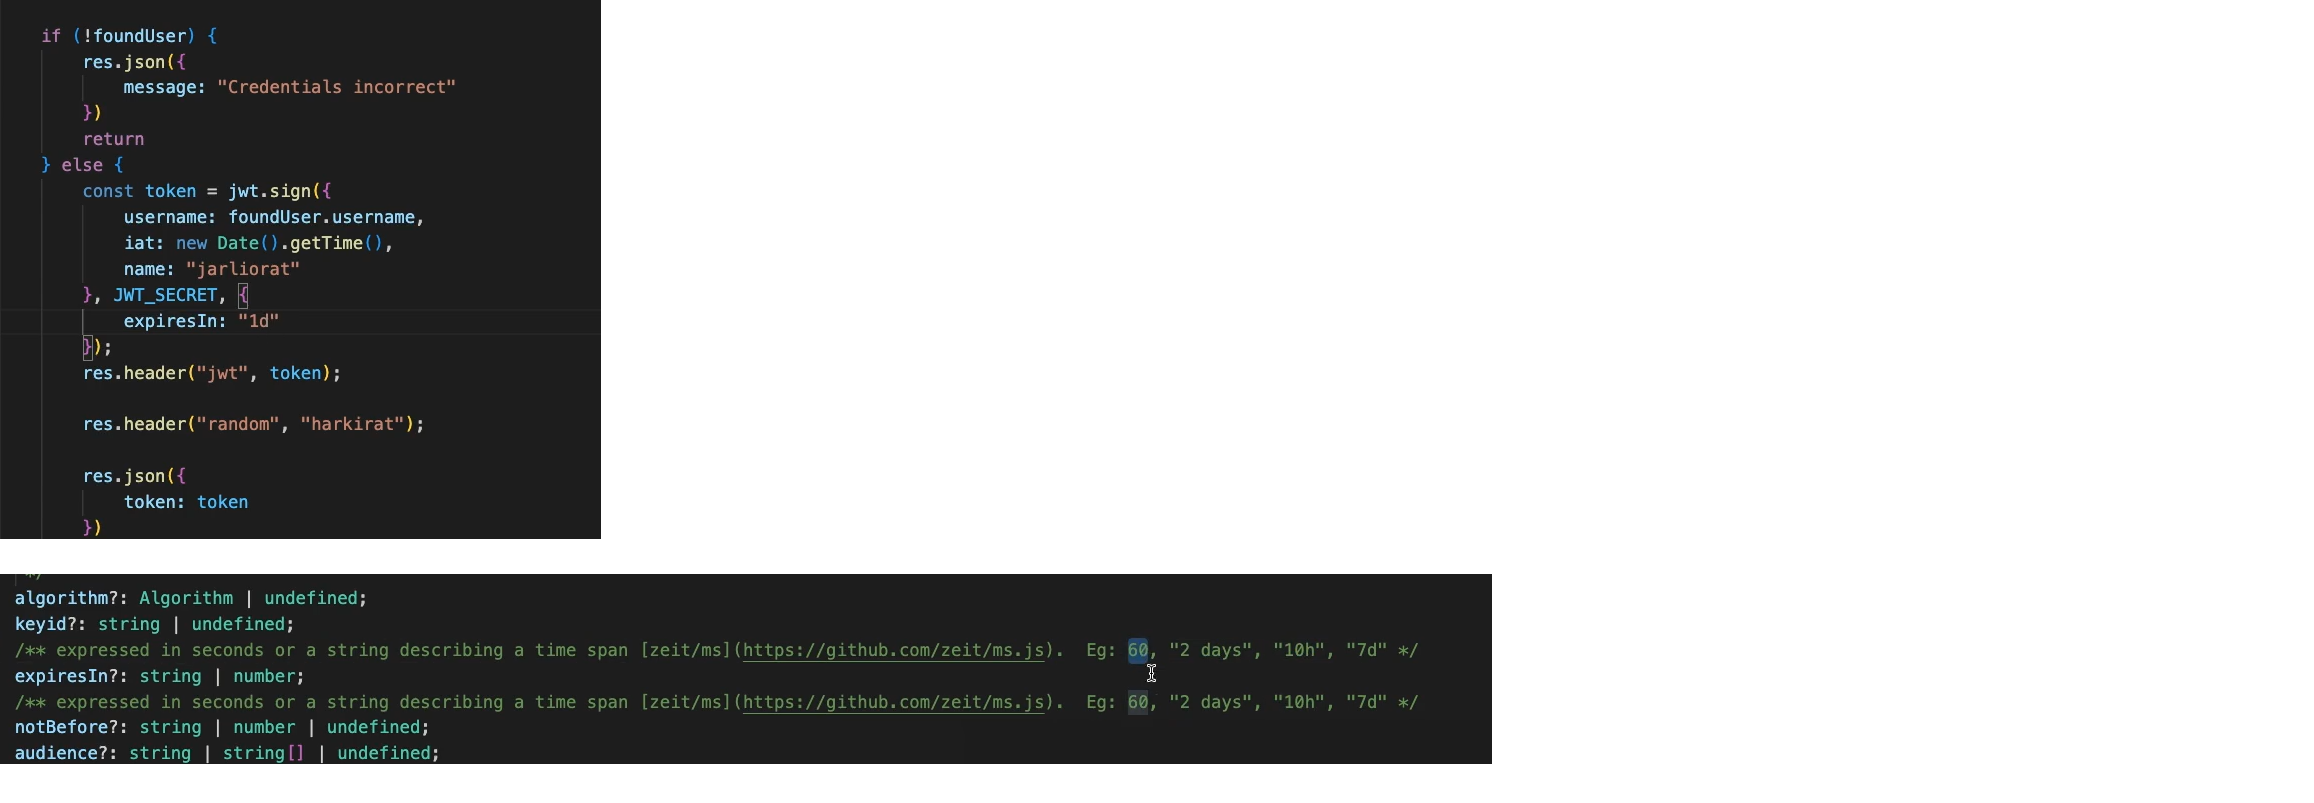 if (!foundUser) {
res.json({
message: "Credentials incorrect"
})
return
} else {
const token = jwt.sign({
username: foundUser.username,
iat: new Date().getTime(),
name: "jarliorat"
}, JWT_SECRET, {
expiresIn: "1d"
});
res.header("jwt", token);
res.header("random", "harkirat");
res.json({
token: token
})
*/
algorithm?: Algorithm | undefined;
keyid?: string | undefined;
/** expressed in seconds or a string describing a time span [zeit/ms](https://github.com/zeit/ms.js).  Eg: 60, "2 days", "10h", "7d" */
expiresIn?: string | number;
/** expressed in seconds or a string describing a time span [zeit/ms](https://github.com/zeit/ms.js).  Eg: 60, "2 days", "10h", "7d" */
notBefore?: string | number | undefined;
audience?: string | string[] | undefined;